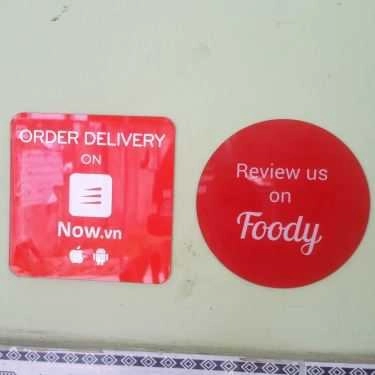 ORDER DELIVERY
ON
Now.vn
Review us
on
Foody